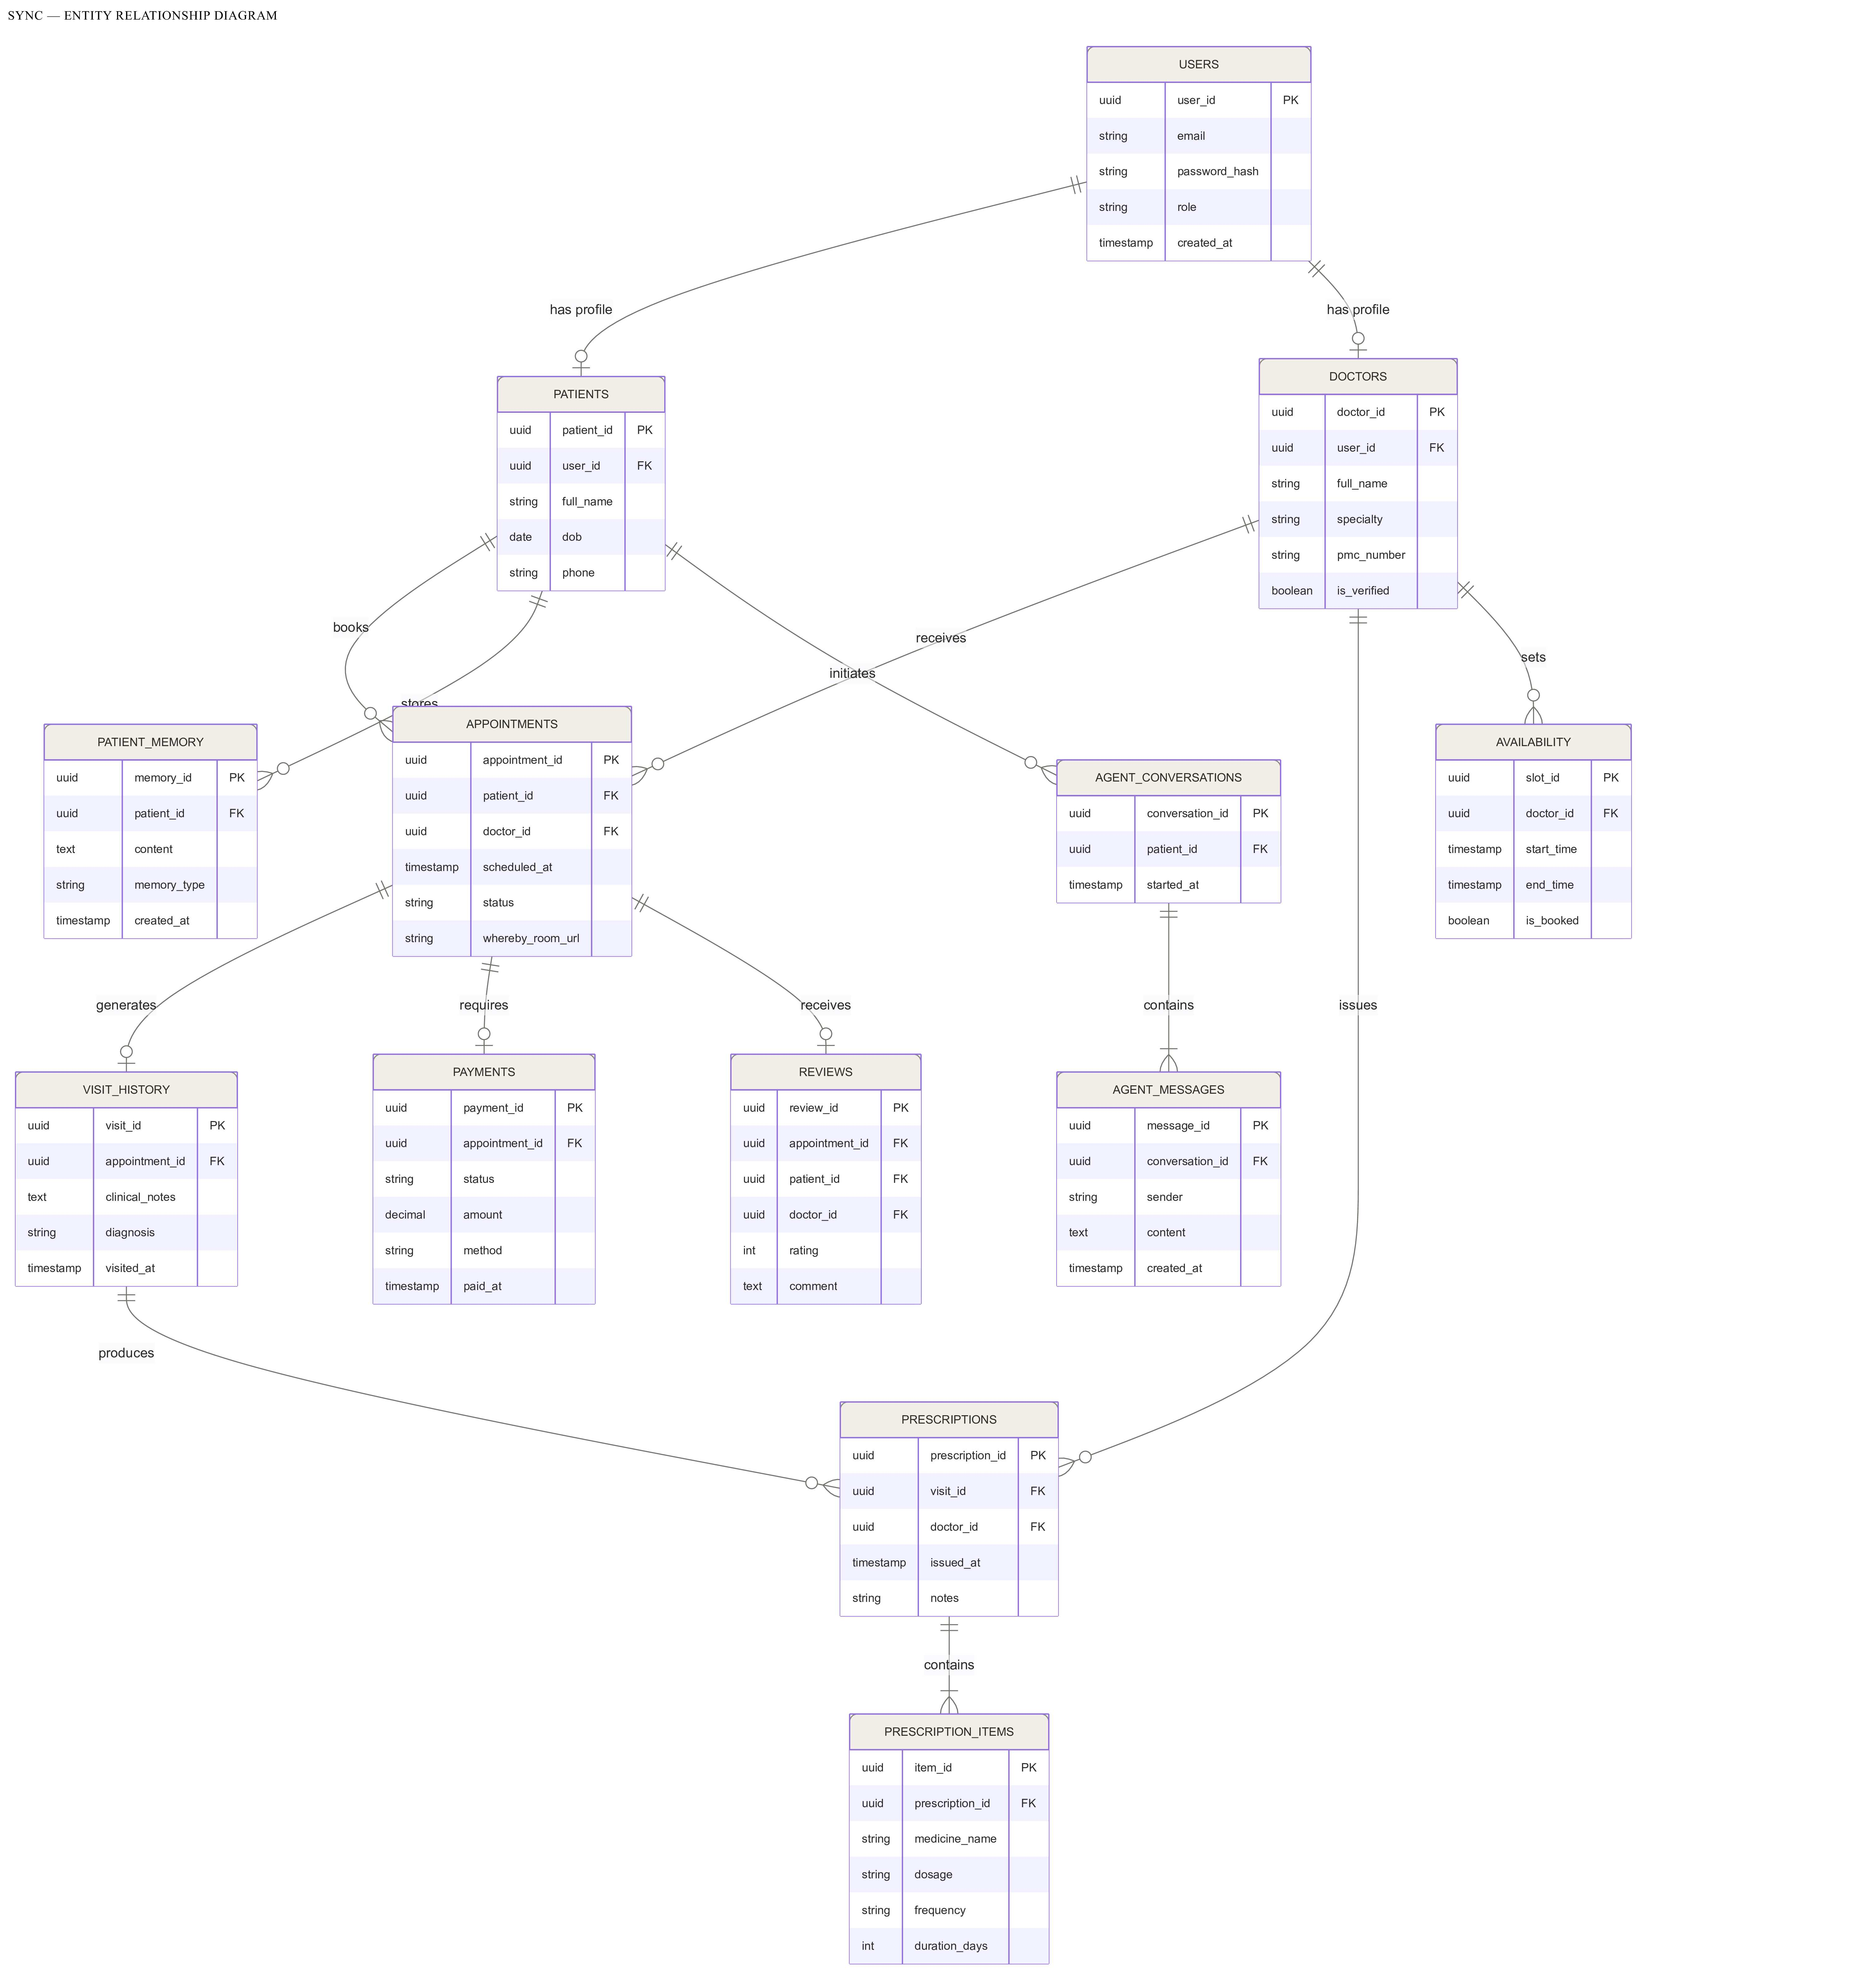 SYNC — ENTITY RELATIONSHIP DIAGRAM
USERS
uuid user_id PK
string email
string password_hash
string role
timestamp created_at
has profile
has profile
PATIENTS
uuid patient_id PK
uuid user_id FK
string full_name
date dob
string phone
DOCTORS
uuid doctor_id PK
uuid user_id FK
string full_name
string specialty
string pmc_number
boolean is_verified
books
stores
initiates
receives
sets
PATIENT_MEMORY
uuid memory_id PK
uuid patient_id FK
text content
string memory_type
timestamp created_at
APPOINTMENTS
uuid appointment_id PK
uuid patient_id FK
uuid doctor_id FK
timestamp scheduled_at
string status
string whereby_room_url
AGENT_CONVERSATIONS
uuid conversation_id PK
uuid patient_id FK
timestamp started_at
AVAILABILITY
uuid slot_id PK
uuid doctor_id FK
timestamp start_time
timestamp end_time
boolean is_booked
generates
requires
receives
contains
issues
VISIT_HISTORY
uuid visit_id PK
uuid appointment_id FK
text clinical_notes
string diagnosis
timestamp visited_at
PAYMENTS
uuid payment_id PK
uuid appointment_id FK
string status
decimal amount
string method
timestamp paid_at
REVIEWS
uuid review_id PK
uuid appointment_id FK
uuid patient_id FK
uuid doctor_id FK
int rating
text comment
AGENT_MESSAGES
uuid message_id PK
uuid conversation_id FK
string sender
text content
timestamp created_at
produces
PRESCRIPTIONS
uuid prescription_id PK
uuid visit_id FK
uuid doctor_id FK
timestamp issued_at
string notes
contains
PRESCRIPTION_ITEMS
uuid item_id PK
uuid prescription_id FK
string medicine_name
string dosage
string frequency
int duration_days